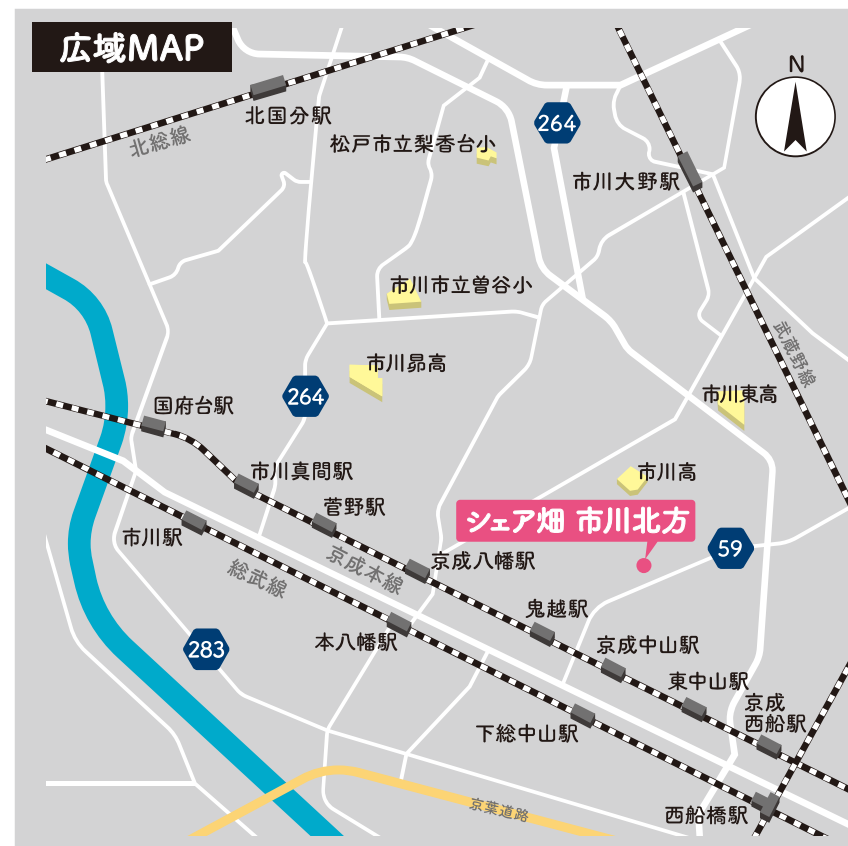 広域MAP
N
北国分駅
北総線
264
松戸市立梨香台小
市川大野駅
市川市立曽谷小
武蔵野線
市川昴高
264
市川東高
国府台駅
市川真間駅
市川高
菅野駅
シェア畑 市川北方
市川駅
59
京成本線
京成八幡駅
総武線
鬼越駅
本八幡駅
283
京成中山駅
東中山駅
京成
西船駅
下総中山駅
京葉道路
西船橋駅